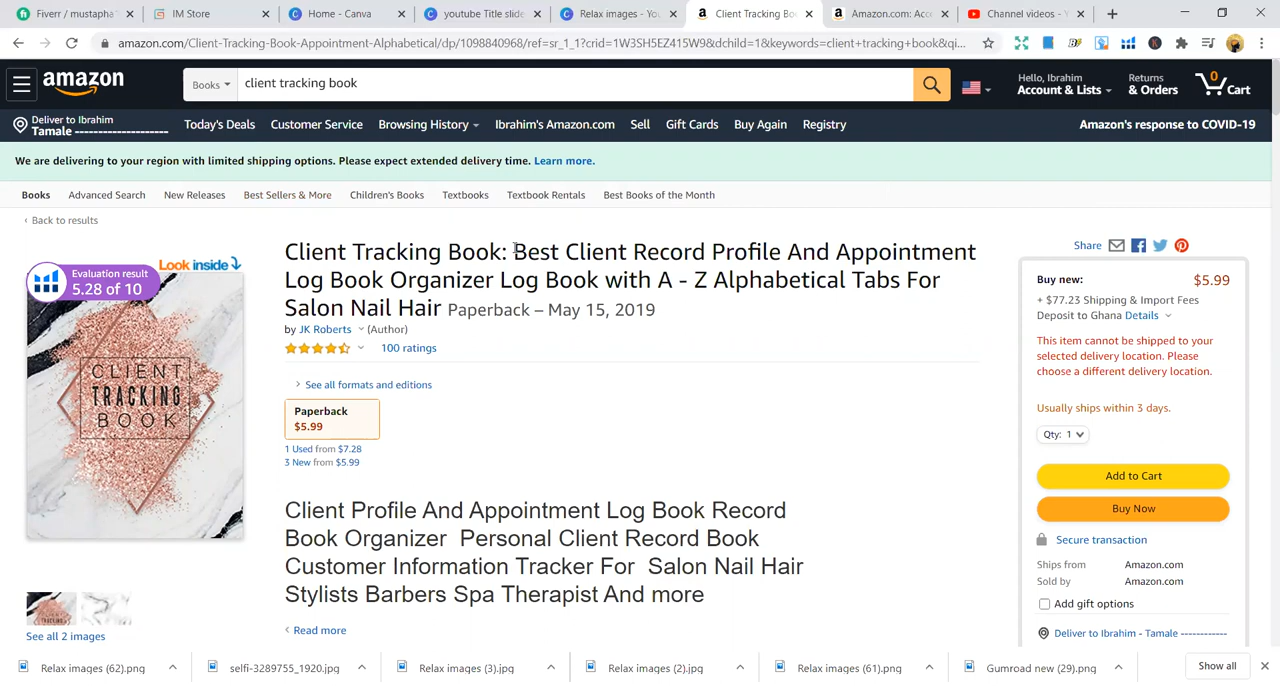 Fiverr / mustapha
IM Store
Home - Canva
youtube Title slide
Relax images - You
Client Tracking Boo
Amazon.com: Acc
Channel videos - Y
amazon.com/Client-Tracking-Book-Appointment-Alphabetical/dp/1098840968/ref=sr_1_1?crid=1W3SH5EZ415W9&dchild=1&keywords=client+tracking+book&qi...
amazon
Books
client tracking book
Hello, Ibrahim
Account & Lists
Returns
& Orders
0
Cart
Deliver to Ibrahim
Tamale --------------------
Today's Deals
Customer Service
Browsing History
Ibrahim's Amazon.com
Sell
Gift Cards
Buy Again
Registry
Amazon's response to COVID-19
We are delivering to your region with limited shipping options. Please expect extended delivery time. Learn more.
Books
Advanced Search
New Releases
Best Sellers & More
Children's Books
Textbooks
Textbook Rentals
Best Books of the Month
‹ Back to results
Look inside
Evaluation result
5.28 of 10
CLIENT
TRACKING
BOOK
See all 2 images
Client Tracking Book: Best Client Record Profile And Appointment
Log Book Organizer Log Book with A - Z Alphabetical Tabs For
Salon Nail Hair Paperback – May 15, 2019
by JK Roberts (Author)
100 ratings
See all formats and editions
Paperback
$5.99
1 Used from $7.28
3 New from $5.99
Client Profile And Appointment Log Book Record
Book Organizer Personal Client Record Book
Customer Information Tracker For Salon Nail Hair
Stylists Barbers Spa Therapist And more
Read more
Share
Buy new: $5.99
+ $77.23 Shipping & Import Fees
Deposit to Ghana Details
This item cannot be shipped to your
selected delivery location. Please
choose a different delivery location.
Usually ships within 3 days.
Qty: 1
Add to Cart
Buy Now
Secure transaction
Ships from Amazon.com
Sold by Amazon.com
Add gift options
Deliver to Ibrahim - Tamale ------------
Relax images (62).png
selfi-3289755_1920.jpg
Relax images (3).jpg
Relax images (2).jpg
Relax images (61).png
Gumroad new (29).png
Show all